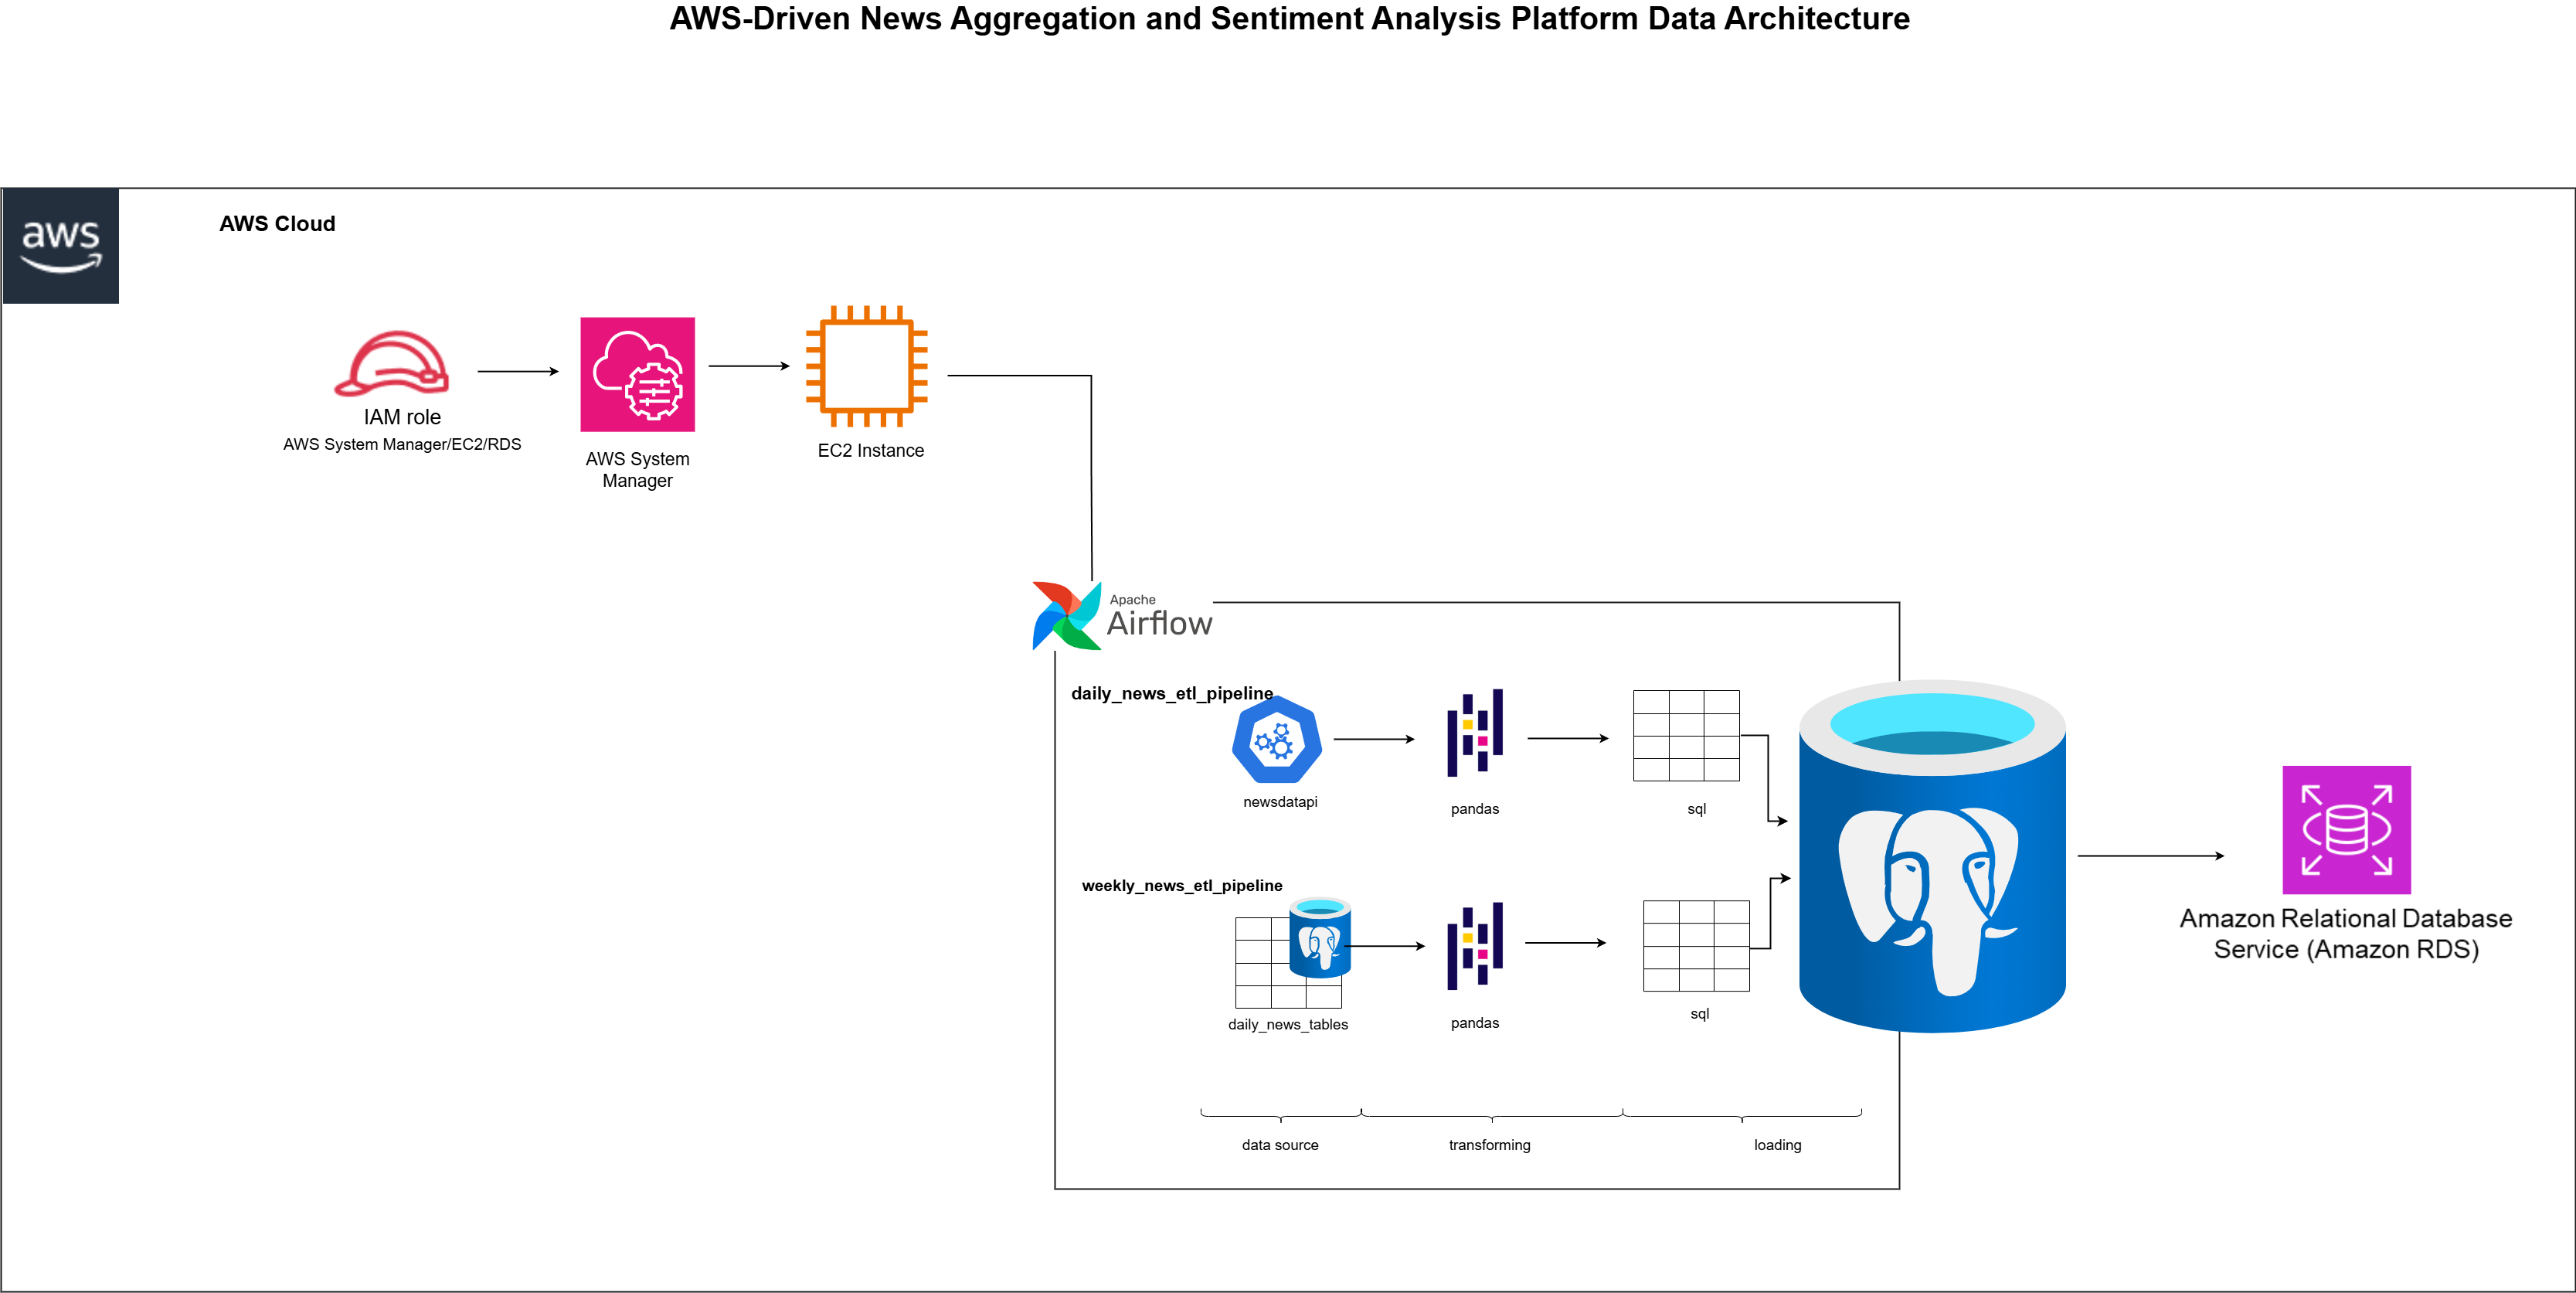 AWS-Driven News Aggregation and Sentiment Analysis Platform Data Architecture
aws
AWS Cloud
IAM role
AWS System Manager/EC2/RDS
AWS System
Manager
EC2 Instance
Apache
Airflow
daily_news_etl_pipeline
newsdatapi
pandas
sql
weekly_news_etl_pipeline
daily_news_tables
pandas
sql
Amazon Relational Database
Service (Amazon RDS)
data source
transforming
loading